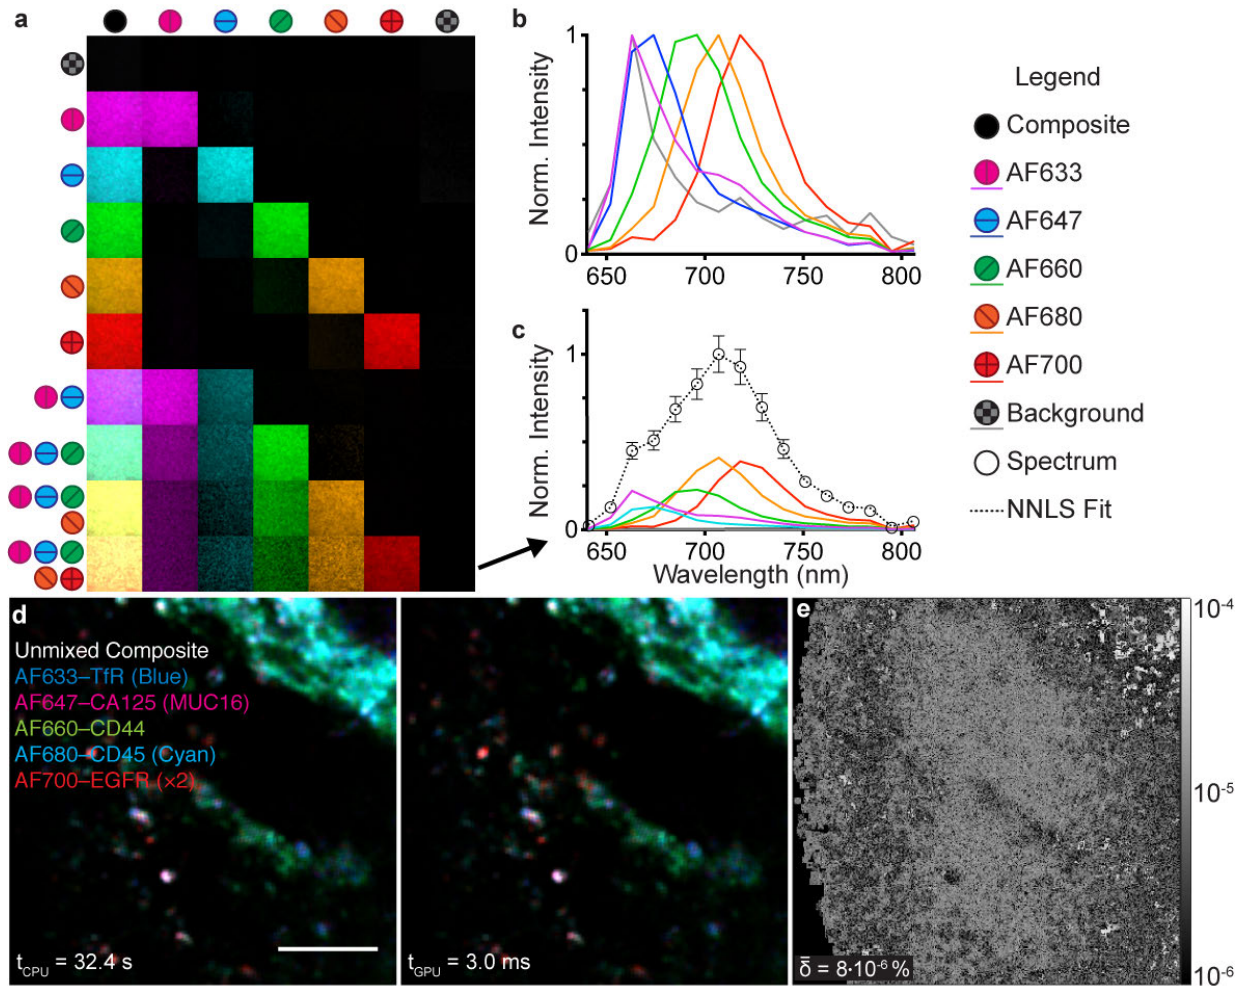 a
b
1
Norm. Intensity
0
650
700
750
800
c
1
Norm. Intensity
0
650
700
750
800
Wavelength (nm)
Legend
Composite
AF633
AF647
AF660
AF680
AF700
Background
Spectrum
NNLS Fit
d
Unmixed Composite
AF633–TfR (Blue)
AF647–CA125 (MUC16)
AF660–CD44
AF680–CD45 (Cyan)
AF700–EGFR (×2)
tCPU = 32.4 s
tGPU = 3.0 ms
e
δ̅ = 8·10⁻⁶ %
10⁻⁴
10⁻⁵
10⁻⁶